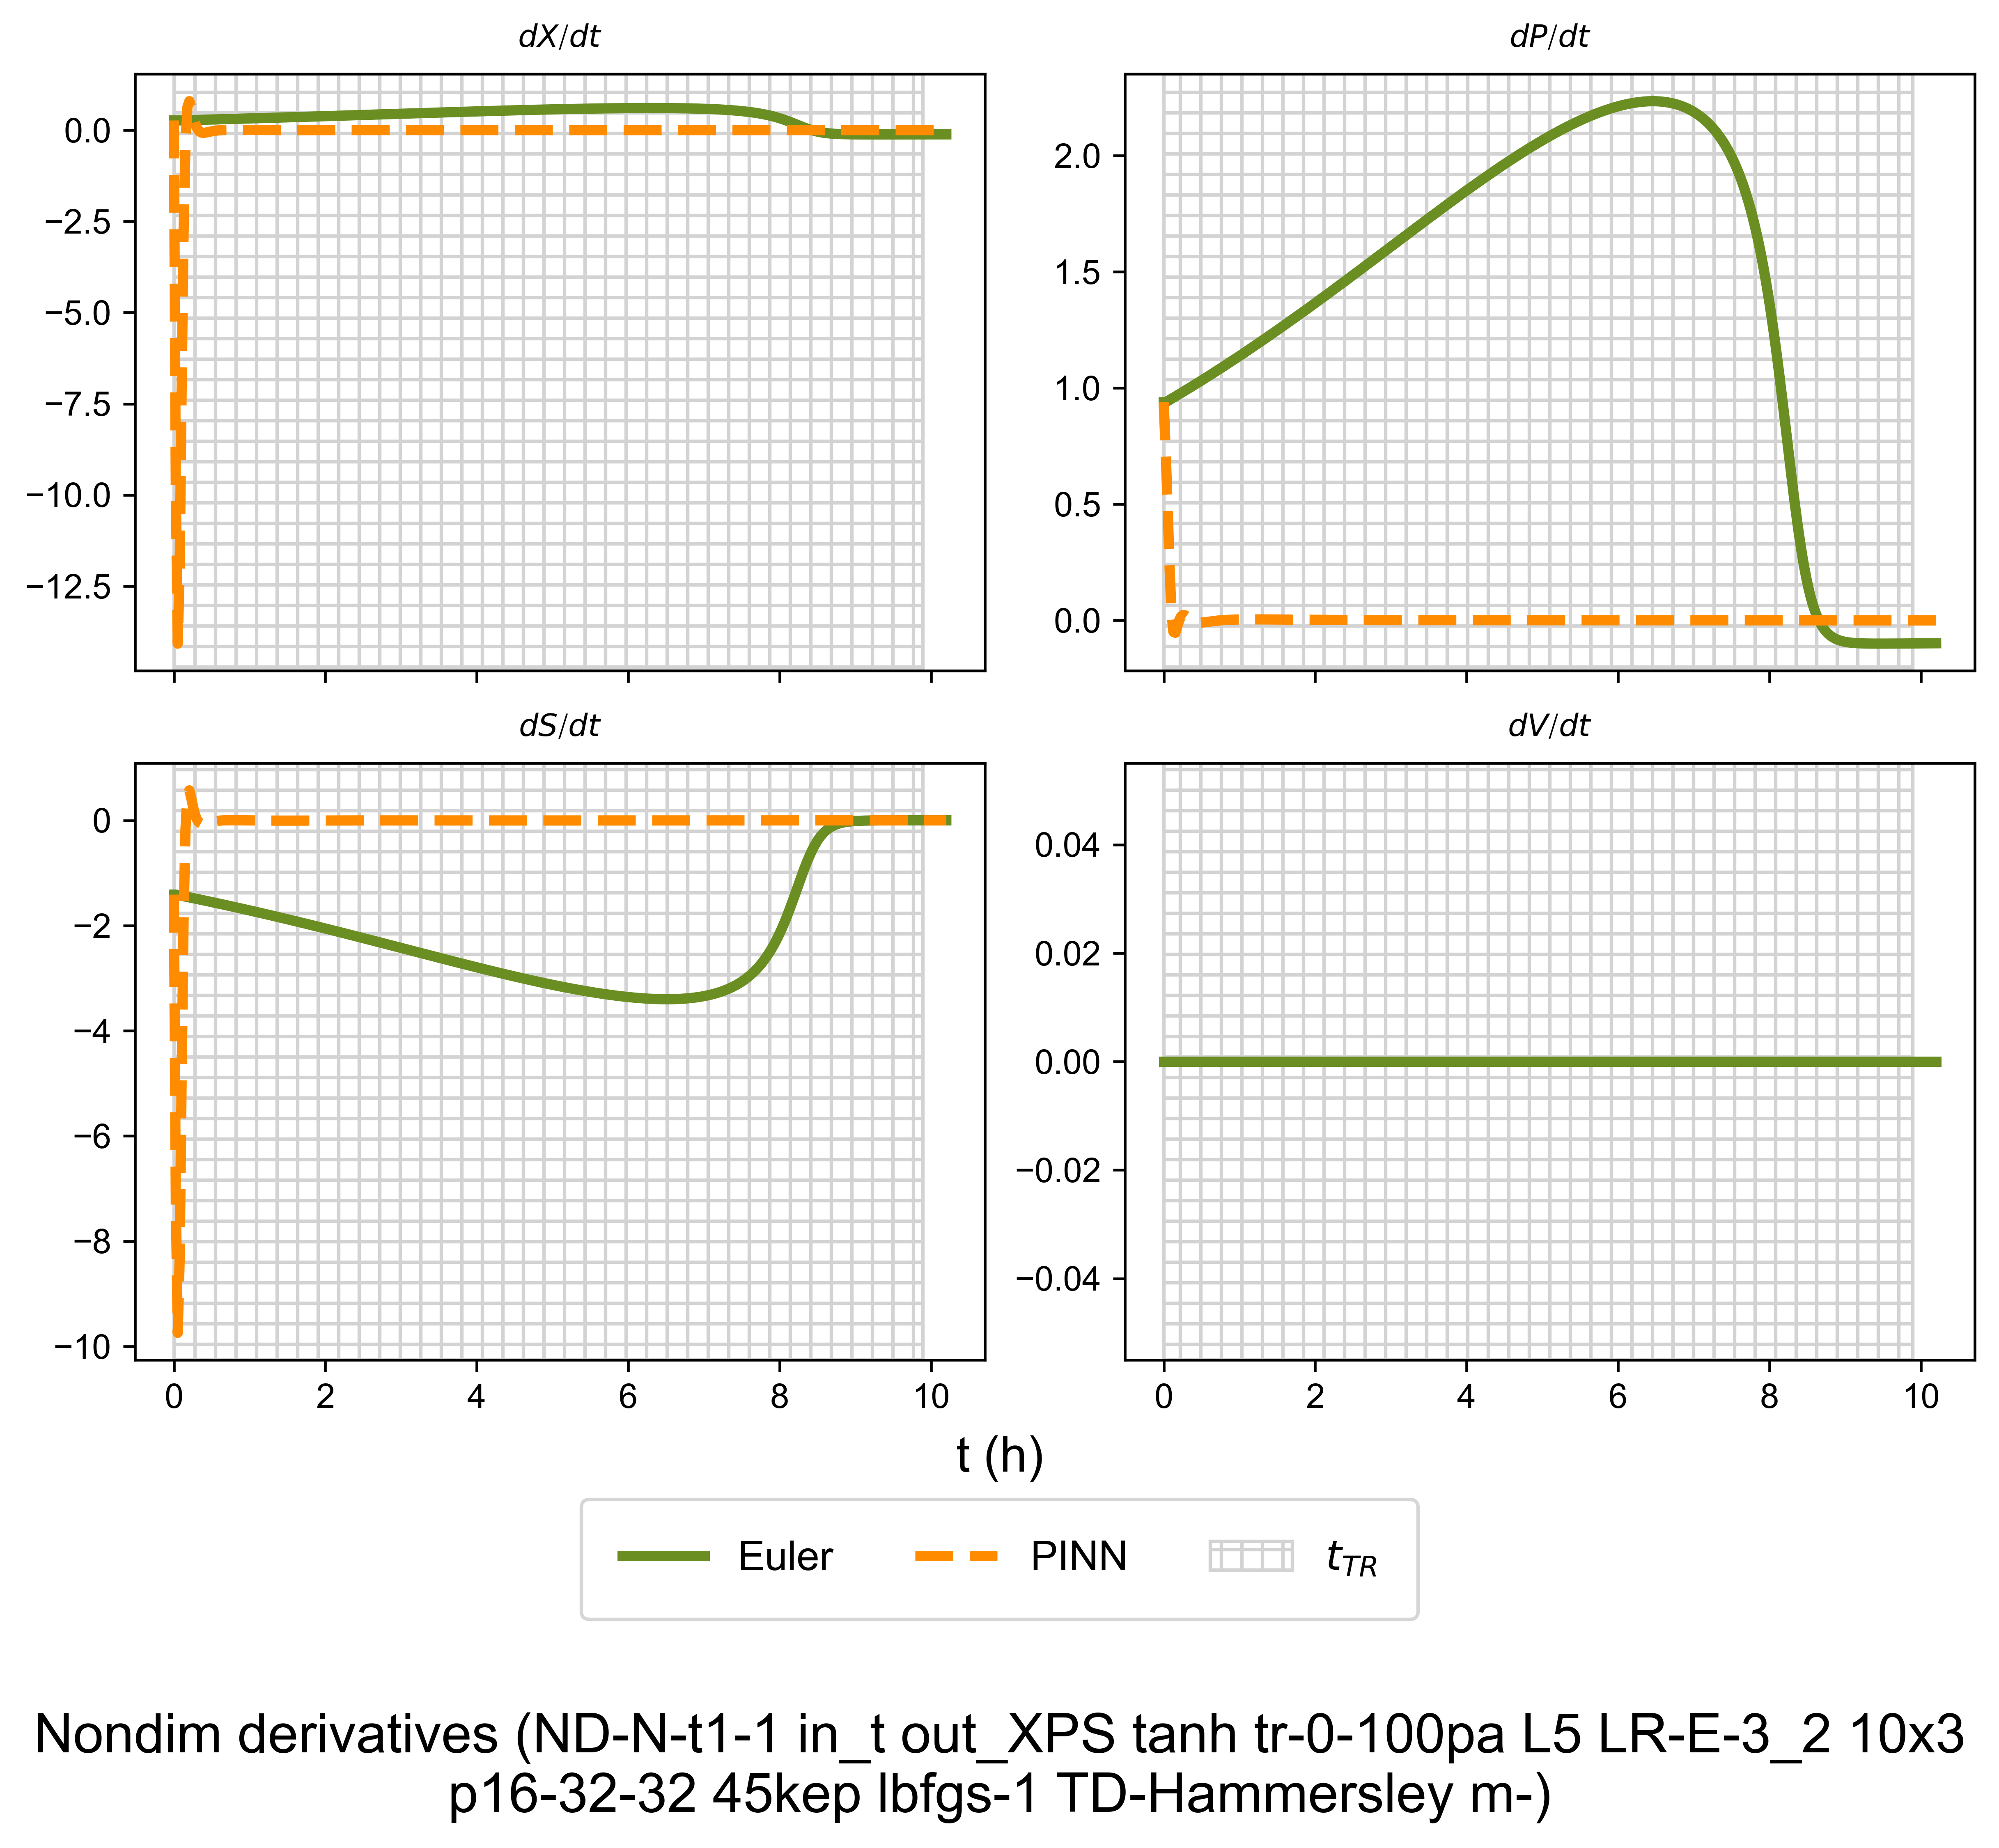 dX/dt
dP/dt
0.0
−2.5
−5.0
−7.5
−10.0
−12.5
2.0
1.5
1.0
0.5
0.0
dS/dt
dV/dt
0
−2
−4
−6
−8
−10
0.04
0.02
0.00
−0.02
−0.04
0 2 4 6 8 10
0 2 4 6 8 10
t (h)
Euler PINN t_{TR}
Nondim derivatives (ND-N-t1-1 in_t out_XPS tanh tr-0-100pa L5 LR-E-3_2 10x3
p16-32-32 45kep lbfgs-1 TD-Hammersley m-)